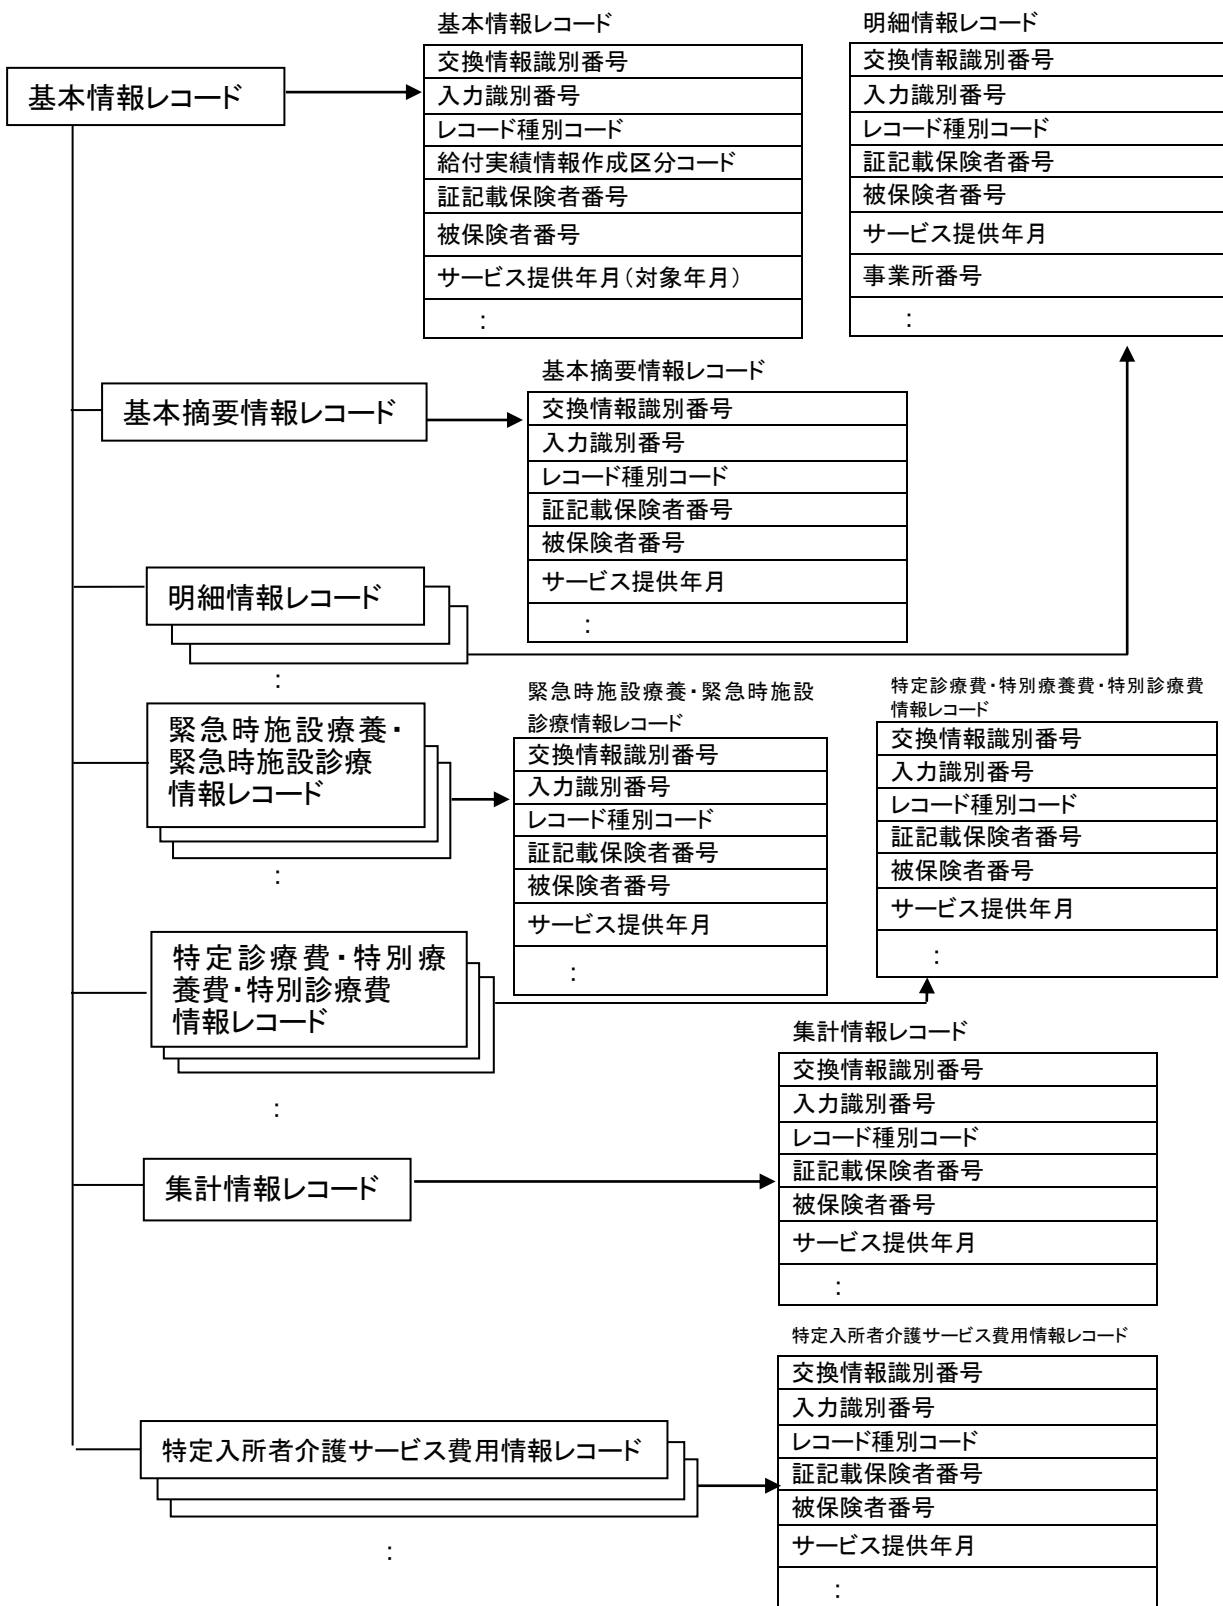 基本情報レコード
基本情報レコード
交換情報識別番号
入力識別番号
レコード種別コード
給付実績情報作成区分コード
証記載保険者番号
被保険者番号
サービス提供年月(対象年月)
:
明細情報レコード
交換情報識別番号
入力識別番号
レコード種別コード
証記載保険者番号
被保険者番号
サービス提供年月
事業所番号
:
基本摘要情報レコード
基本摘要情報レコード
交換情報識別番号
入力識別番号
レコード種別コード
証記載保険者番号
被保険者番号
サービス提供年月
:
明細情報レコード
:
緊急時施設療養・
緊急時施設診療
情報レコード
:
緊急時施設療養・緊急時施設
診療情報レコード
交換情報識別番号
入力識別番号
レコード種別コード
証記載保険者番号
被保険者番号
サービス提供年月
:
特定診療費・特別療養費・特別診療費
情報レコード
交換情報識別番号
入力識別番号
レコード種別コード
証記載保険者番号
被保険者番号
サービス提供年月
:
特定診療費・特別療
養費・特別診療費
情報レコード
:
集計情報レコード
集計情報レコード
交換情報識別番号
入力識別番号
レコード種別コード
証記載保険者番号
被保険者番号
サービス提供年月
:
特定入所者介護サービス費用情報レコード
:
特定入所者介護サービス費用情報レコード
交換情報識別番号
入力識別番号
レコード種別コード
証記載保険者番号
被保険者番号
サービス提供年月
: